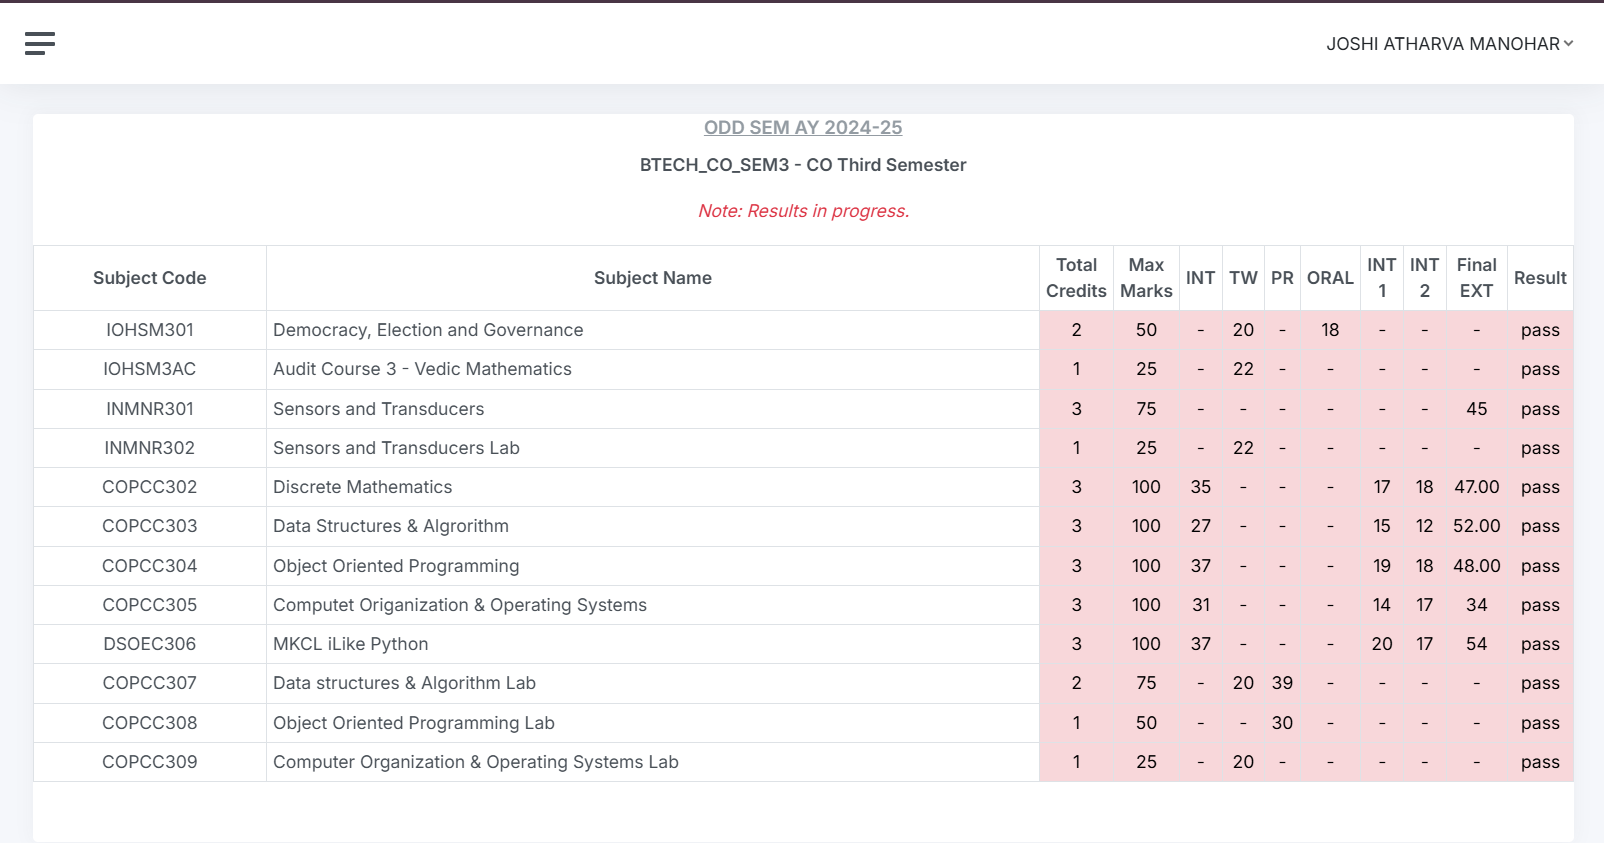 JOSHI ATHARVA MANOHAR
ODD SEM AY 2024-25
BTECH_CO_SEM3 - CO Third Semester
Note: Results in progress.
Subject Code Subject Name Total Credits Max Marks INT TW PR ORAL INT 1 INT 2 Final EXT Result
IOHSM301 Democracy, Election and Governance 2 50 - 20 - 18 - - - pass
IOHSM3AC Audit Course 3 - Vedic Mathematics 1 25 - 22 - - - - - pass
INMNR301 Sensors and Transducers 3 75 - - - - - - 45 pass
INMNR302 Sensors and Transducers Lab 1 25 - 22 - - - - - pass
COPCC302 Discrete Mathematics 3 100 35 - - - 17 18 47.00 pass
COPCC303 Data Structures & Algrorithm 3 100 27 - - - 15 12 52.00 pass
COPCC304 Object Oriented Programming 3 100 37 - - - 19 18 48.00 pass
COPCC305 Computet Origanization & Operating Systems 3 100 31 - - - 14 17 34 pass
DSOEC306 MKCL iLike Python 3 100 37 - - - 20 17 54 pass
COPCC307 Data structures & Algorithm Lab 2 75 - 20 39 - - - - pass
COPCC308 Object Oriented Programming Lab 1 50 - - 30 - - - - pass
COPCC309 Computer Organization & Operating Systems Lab 1 25 - 20 - - - - - pass